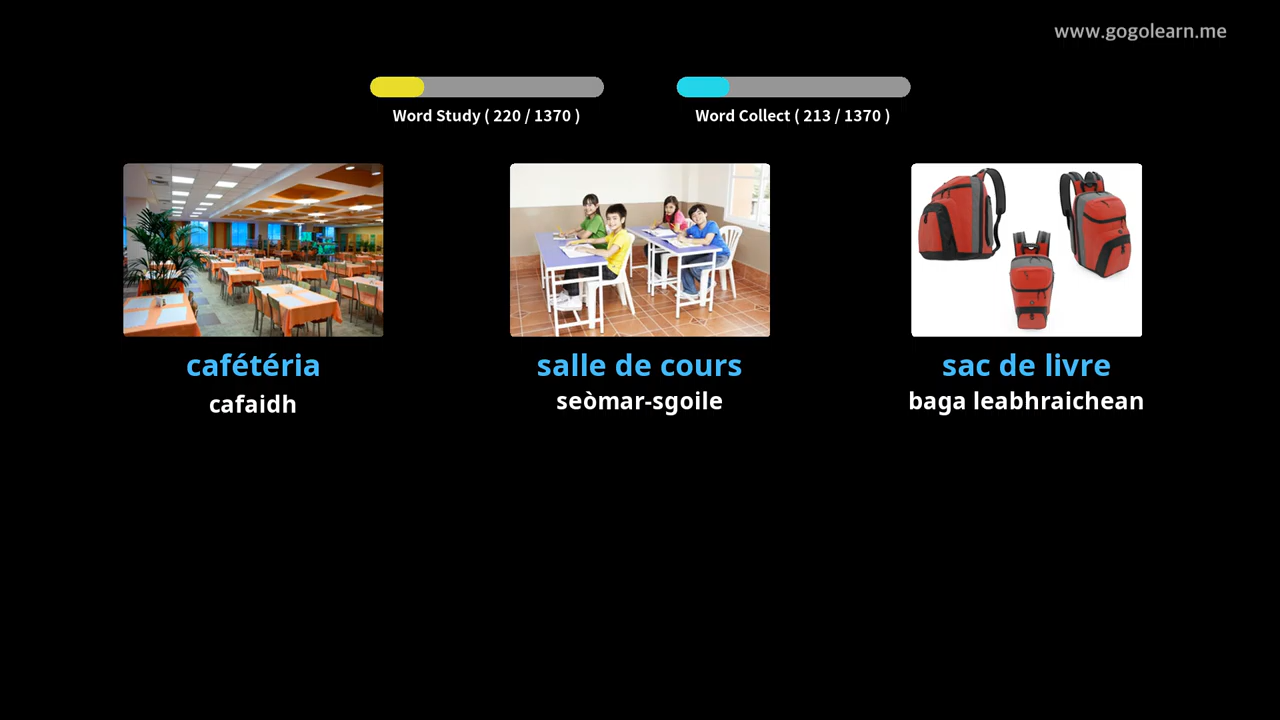 www.gogolearn.me
Word Study ( 220 / 1370 )
Word Collect ( 213 / 1370 )
cafétéria
cafaidh
salle de cours
seòmar-sgoile
sac de livre
baga leabhraichean